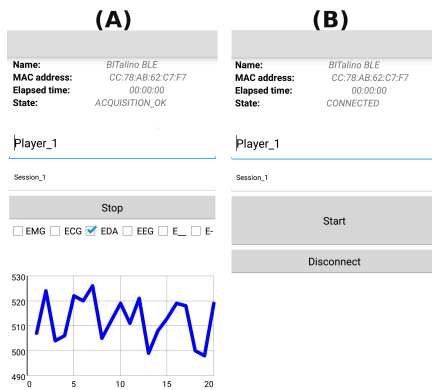 (A)
Name: BITalino BLE
MAC address: CC:78:AB:62:C7:F7
Elapsed time: 00:00:00
State: ACQUISITION_OK
Player_1
Session_1
Stop
EMG ECG EDA EEG E__ E-
530
520
510
500
490
0 5 10 15 20
(B)
Name: BITalino BLE
MAC address: CC:78:AB:62:C7:F7
Elapsed time: 00:00:00
State: CONNECTED
Player_1
Session_1
Start
Disconnect